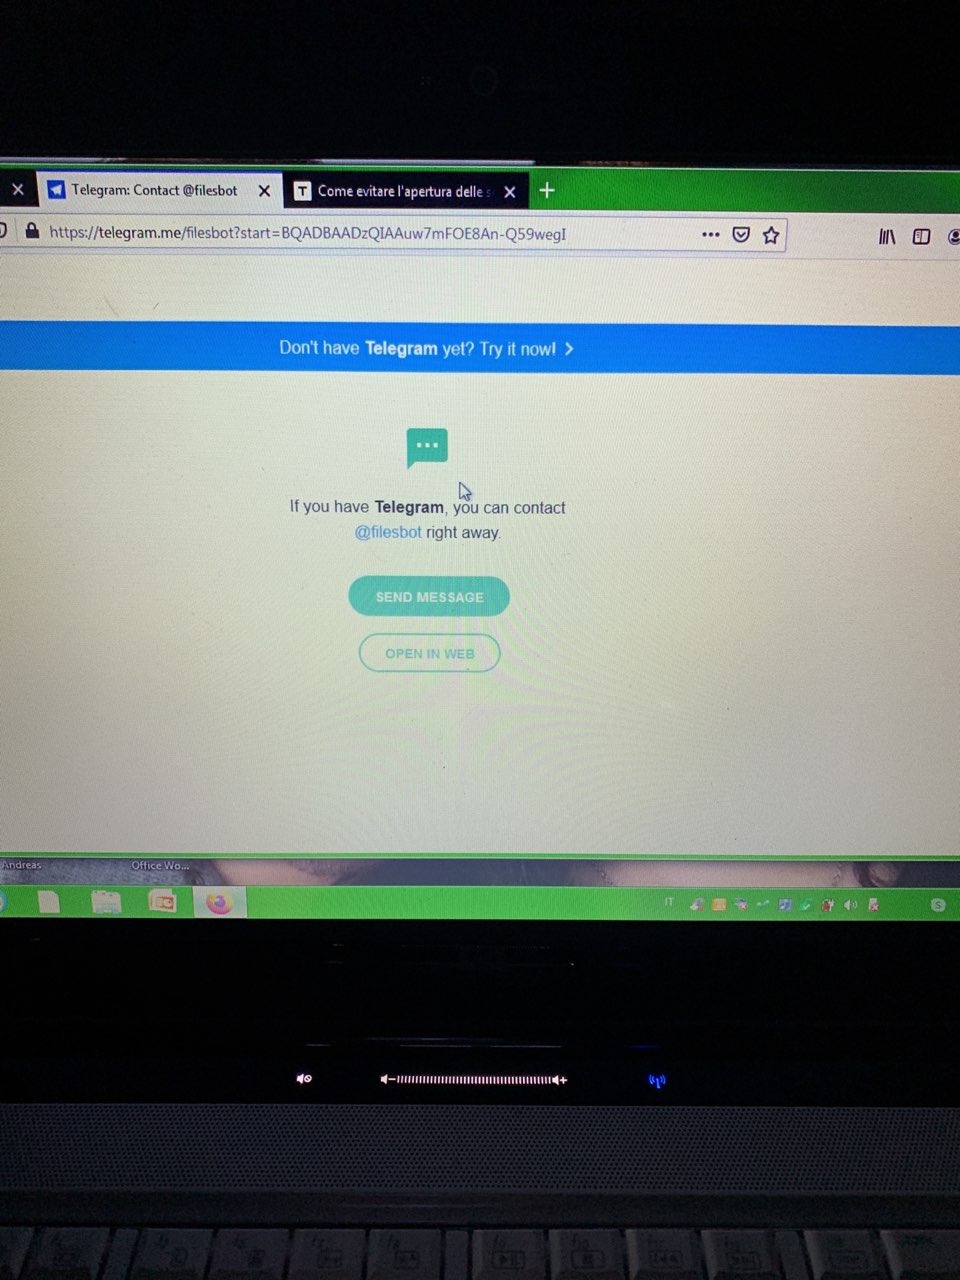 Telegram: Contact @filesbot
Come evitare l'apertura delle s
https://telegram.me/filesbot?start=BQADBAADzQIAAuw7mFOE8An-Q59wegI
Don't have Telegram yet? Try it now!
If you have Telegram, you can contact
@filesbot right away.
SEND MESSAGE
OPEN IN WEB
Andreas
Office Wo...
IT